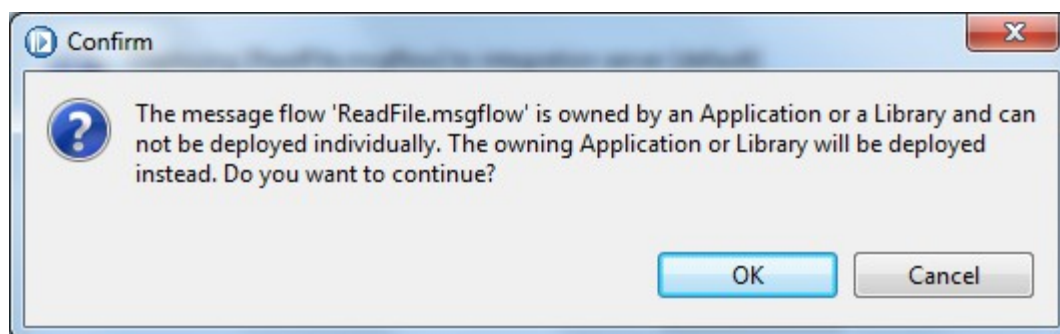 Confirm
The message flow 'ReadFile.msgflow' is owned by an Application or a Library and can
not be deployed individually. The owning Application or Library will be deployed
instead. Do you want to continue?
OK
Cancel